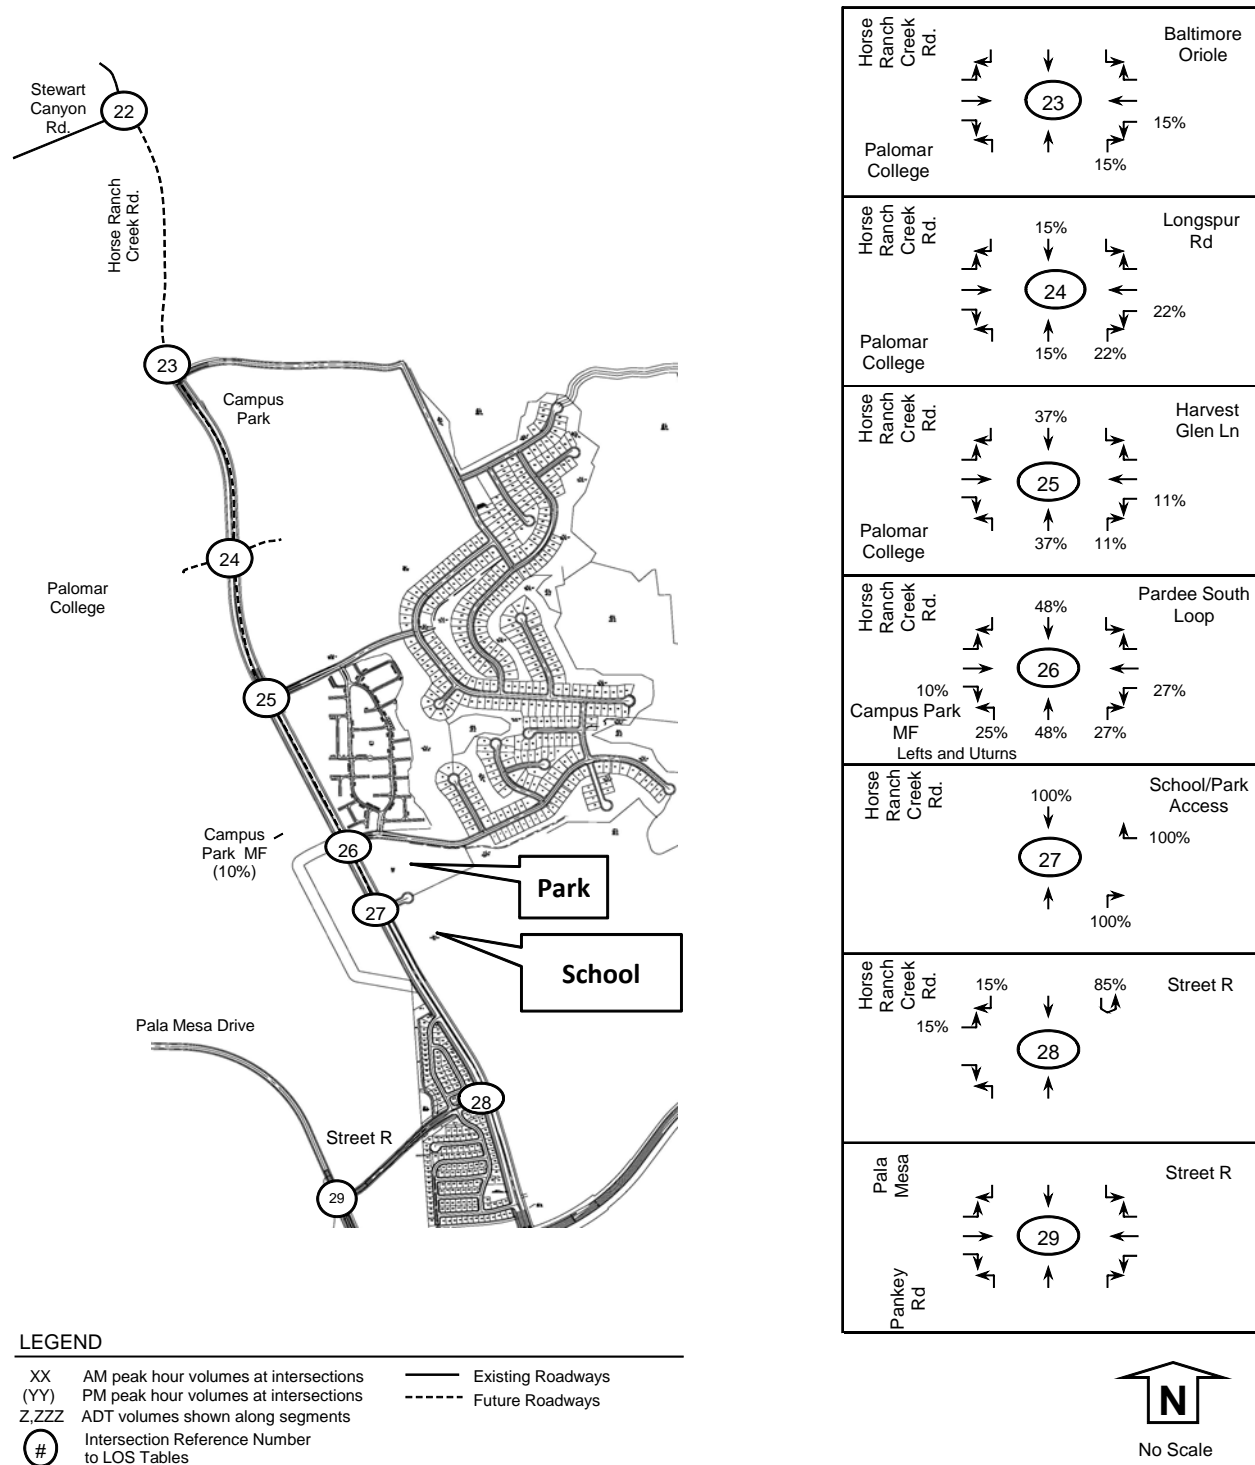 Stewart
Canyon
Rd.
22
Horse Ranch
Creek Rd.
23
Campus
Park
24
Palomar
College
25
Campus
Park MF
(10%)
26
Park
27
School
Pala Mesa Drive
28
Street R
29
Horse
Ranch
Creek
Rd.
Baltimore
Oriole
23
15%
Palomar
College
15%
Horse
Ranch
Creek
Rd.
15%
Longspur
Rd
24
22%
Palomar
College
15%
22%
Horse
Ranch
Creek
Rd.
37%
Harvest
Glen Ln
25
11%
Palomar
College
37%
11%
Horse
Ranch
Creek
Rd.
48%
Pardee South
Loop
26
10%
27%
Campus Park
MF
25%
48%
27%
Lefts and Uturns
Horse
Ranch
Creek
Rd.
100%
School/Park
Access
100%
27
100%
Horse
Ranch
Creek
Rd.
15%
85%
Street R
15%
28
Pala
Mesa
Street R
29
Pankey
Rd
LEGEND
XX AM peak hour volumes at intersections
(YY) PM peak hour volumes at intersections
Z,ZZZ ADT volumes shown along segments
# Intersection Reference Number
to LOS Tables
Existing Roadways
Future Roadways
N
No Scale